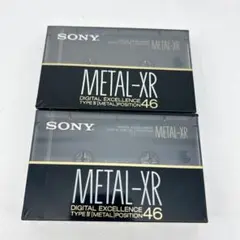 SONY
METAL-XR
METAL-XR
DIGITAL EXCELLENCE
TYPE IV [METAL] POSITION 46
SONY
METAL-XR
METAL-XR
DIGITAL EXCELLENCE
TYPE IV [METAL] POSITION 46